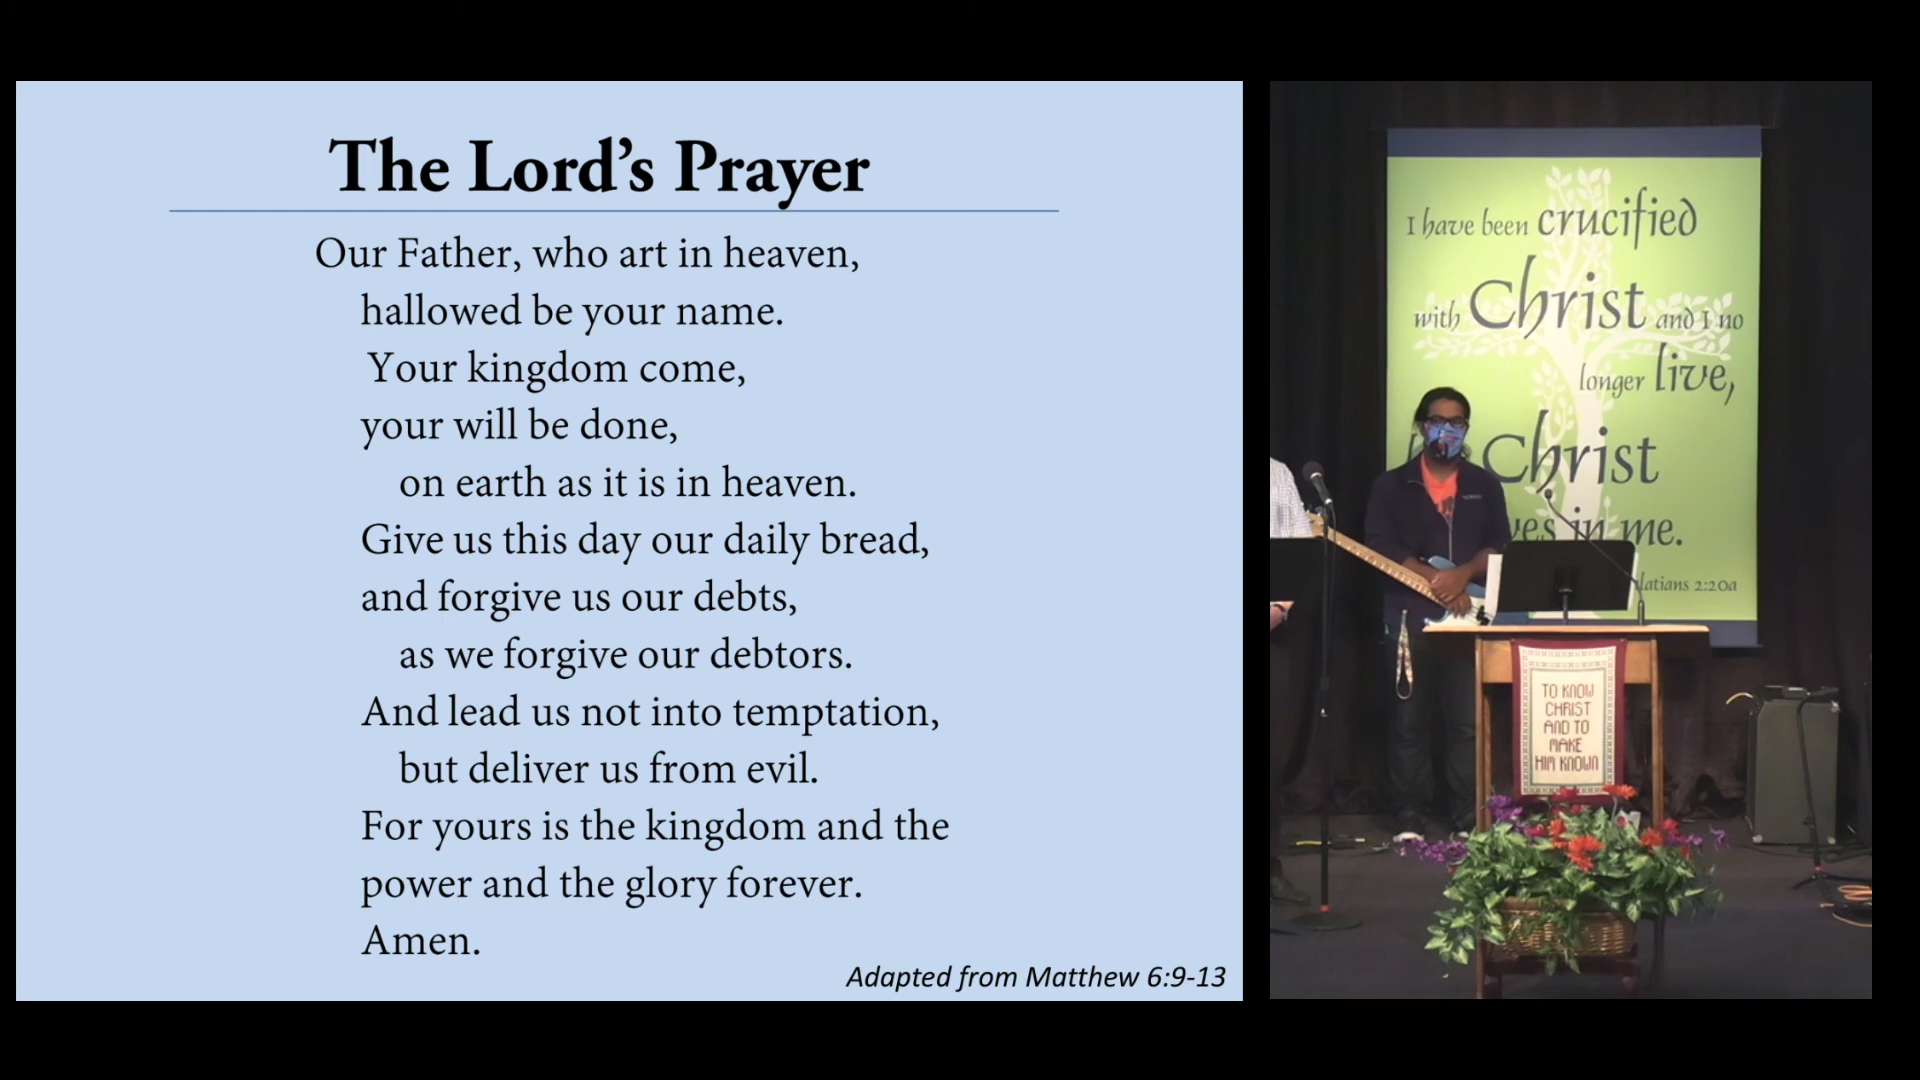 The Lord's Prayer
Our Father, who art in heaven,
hallowed be your name.
Your kingdom come,
your will be done,
on earth as it is in heaven.
Give us this day our daily bread,
and forgive us our debts,
as we forgive our debtors.
And lead us not into temptation,
but deliver us from evil.
For yours is the kingdom and the
power and the glory forever.
Amen.
Adapted from Matthew 6:9-13
I have been crucified
with Christ and I no
longer live,
Christ
in me.
2:20a
TO KNOW
CHRIST
AND TO
MAKE
HIM KNOWN